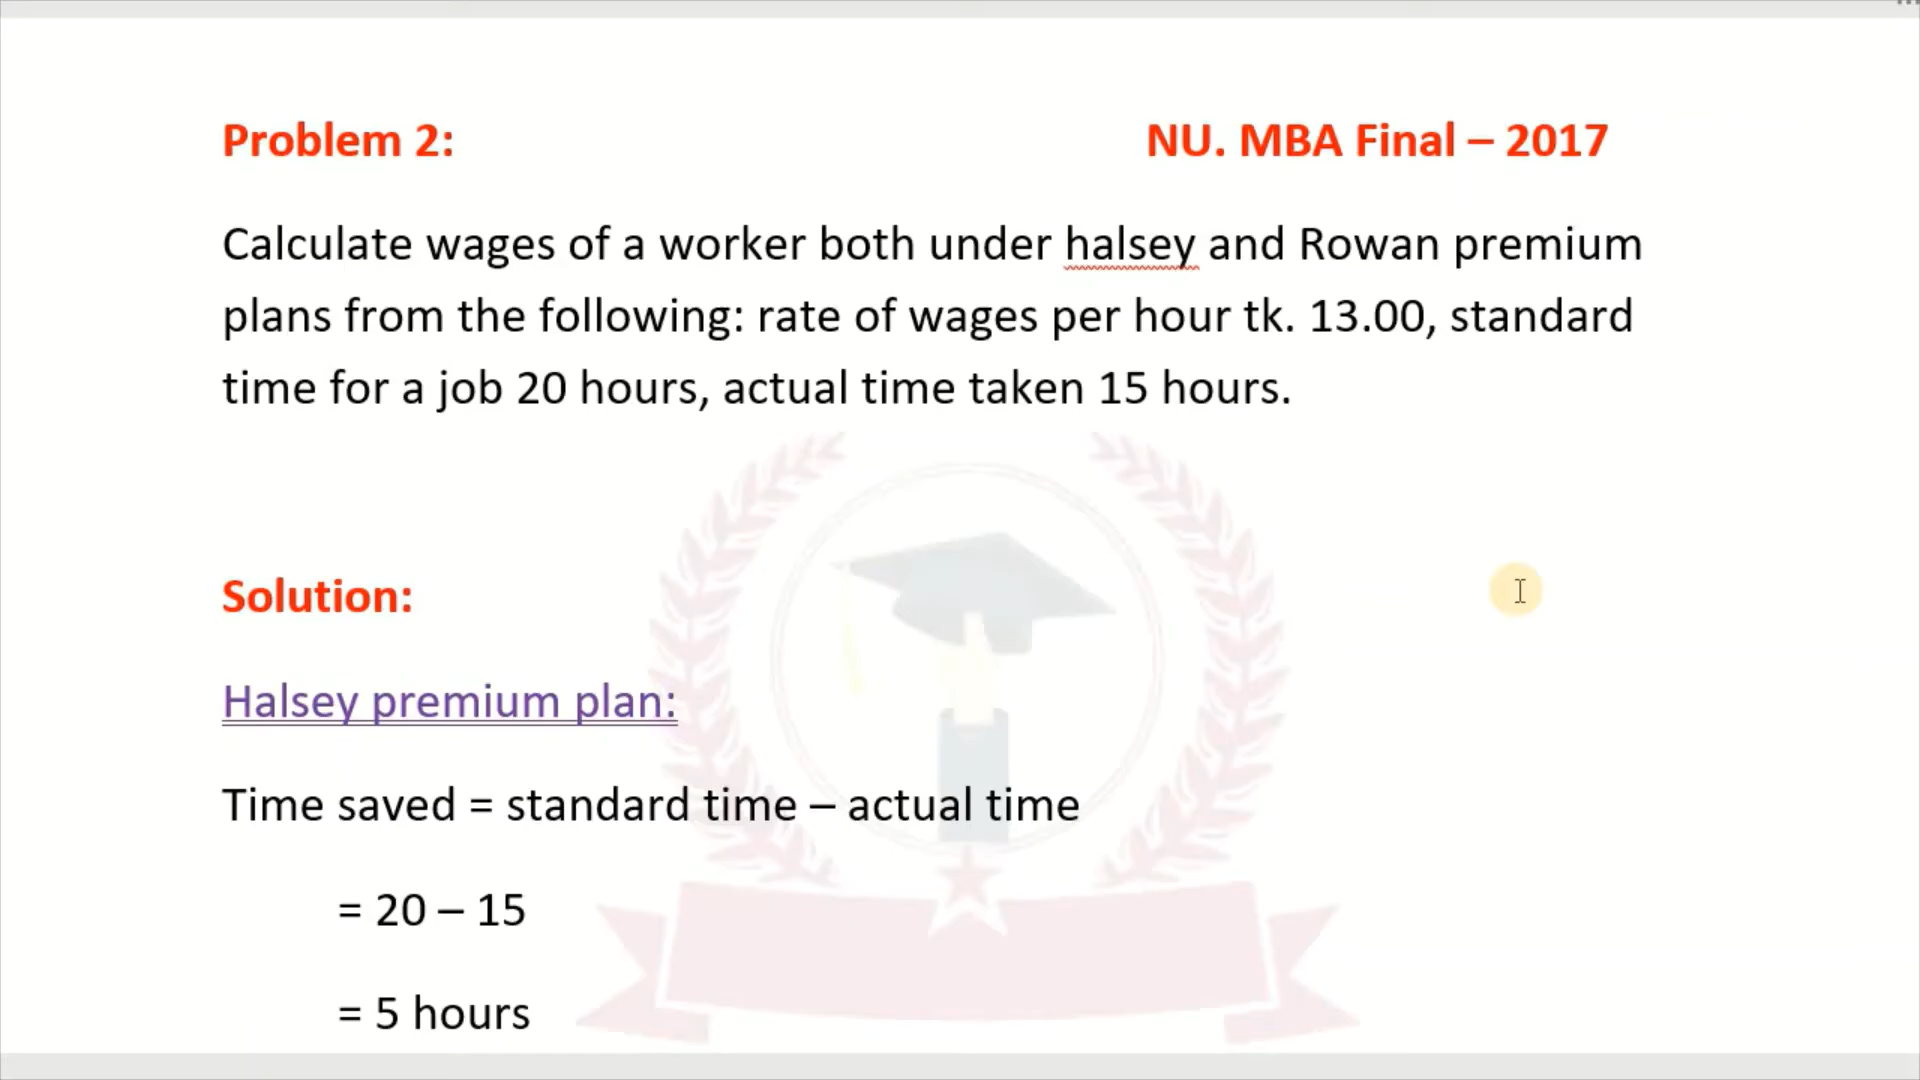 Problem 2:
NU. MBA Final – 2017
Calculate wages of a worker both under halsey and Rowan premium
plans from the following: rate of wages per hour tk. 13.00, standard
time for a job 20 hours, actual time taken 15 hours.
Solution:
Halsey premium plan:
Time saved = standard time – actual time
= 20 – 15
= 5 hours